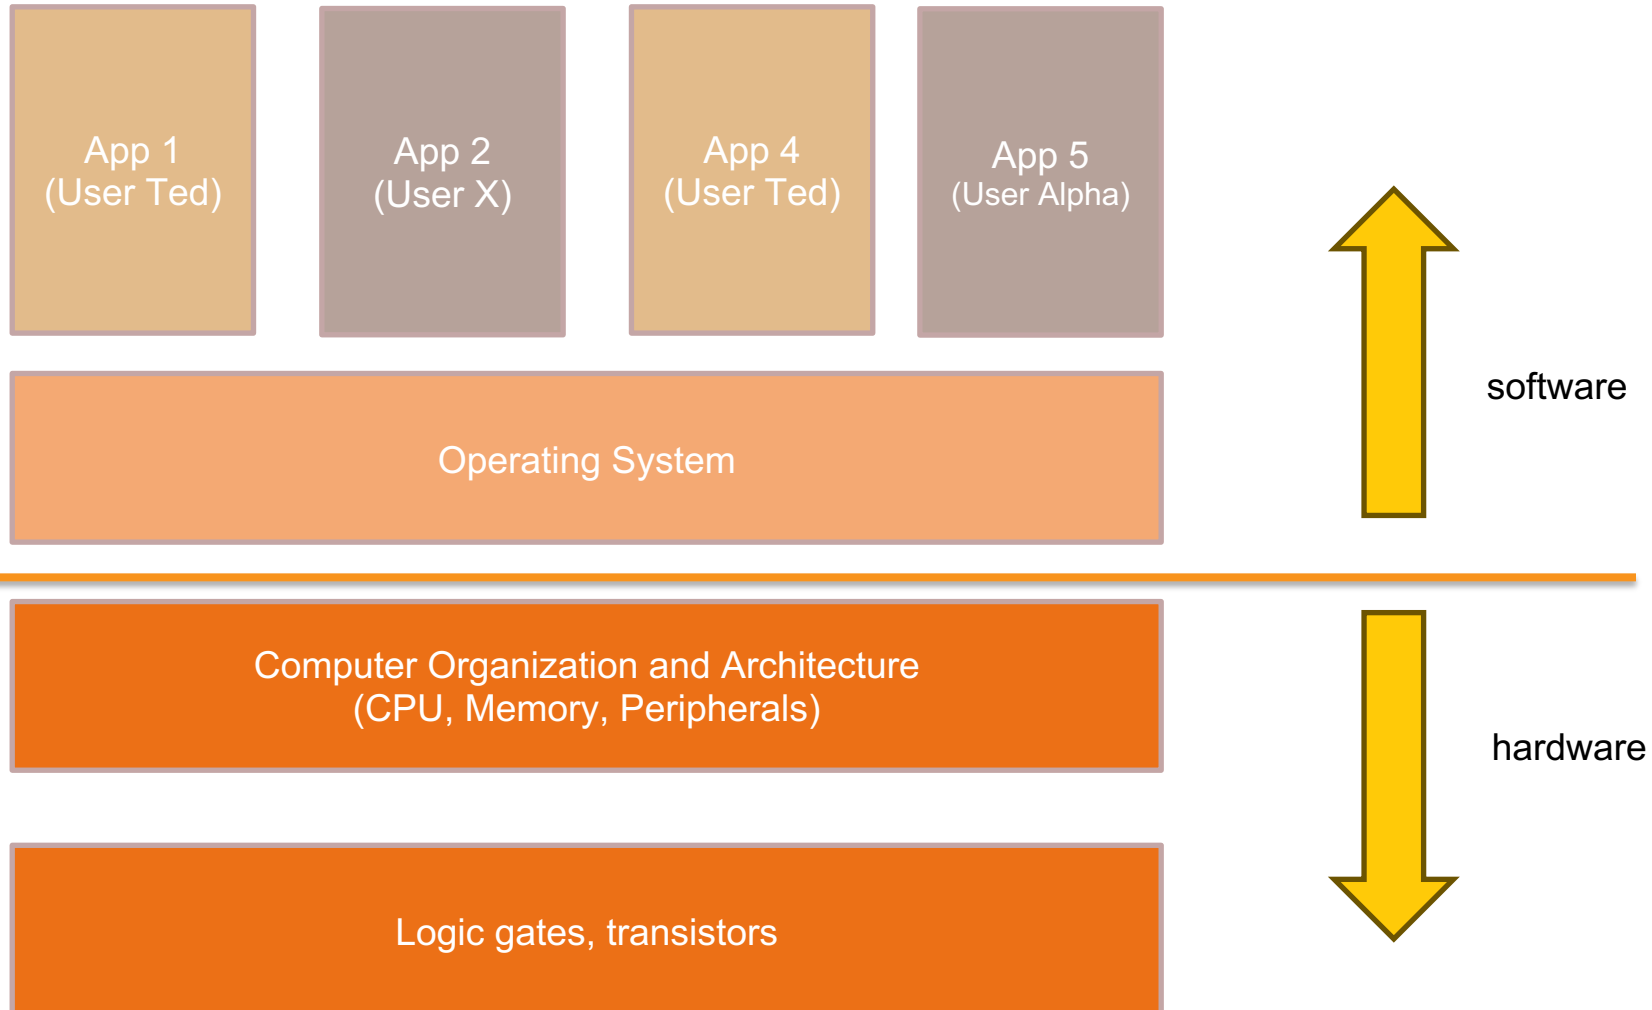 App 1
(User Ted)
App 2
(User X)
App 4
(User Ted)
App 5
(User Alpha)
software
Operating System
Computer Organization and Architecture
(CPU, Memory, Peripherals)
hardware
Logic gates, transistors